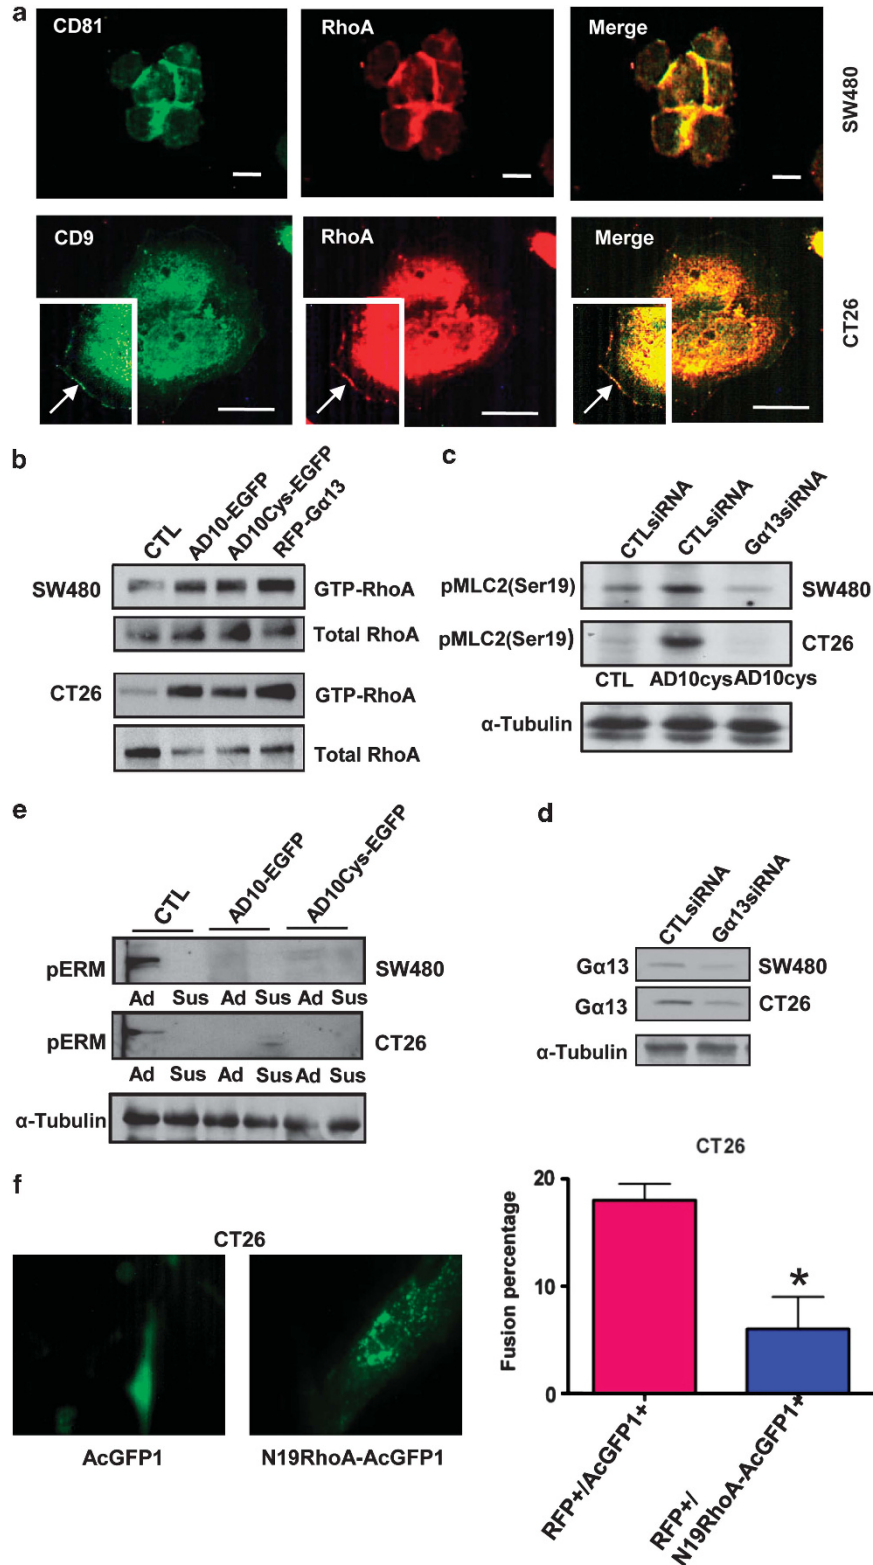 a
CD81
RhoA
Merge
SW480
CD9
RhoA
Merge
CT26
b
CTL
AD10-EGFP
AD10Cys-EGFP
RFP-Gα13
SW480
GTP-RhoA
Total RhoA
CT26
GTP-RhoA
Total RhoA
c
CTLsiRNA
CTLsiRNA
Gα13siRNA
pMLC2(Ser19)
SW480
pMLC2(Ser19)
CT26
CTL AD10cys AD10cys
α-Tubulin
e
CTL
AD10-EGFP
AD10Cys-EGFP
pERM
SW480
Ad Sus Ad Sus Ad Sus
pERM
CT26
Ad Sus Ad Sus Ad Sus
α-Tubulin
d
CTLsiRNA
Gα13siRNA
Gα13
SW480
Gα13
CT26
α-Tubulin
f
CT26
AcGFP1
N19RhoA-AcGFP1
CT26
Fusion percentage
20
10
0
*
RFP+/AcGFP1+
RFP+/
N19RhoA-AcGFP1+